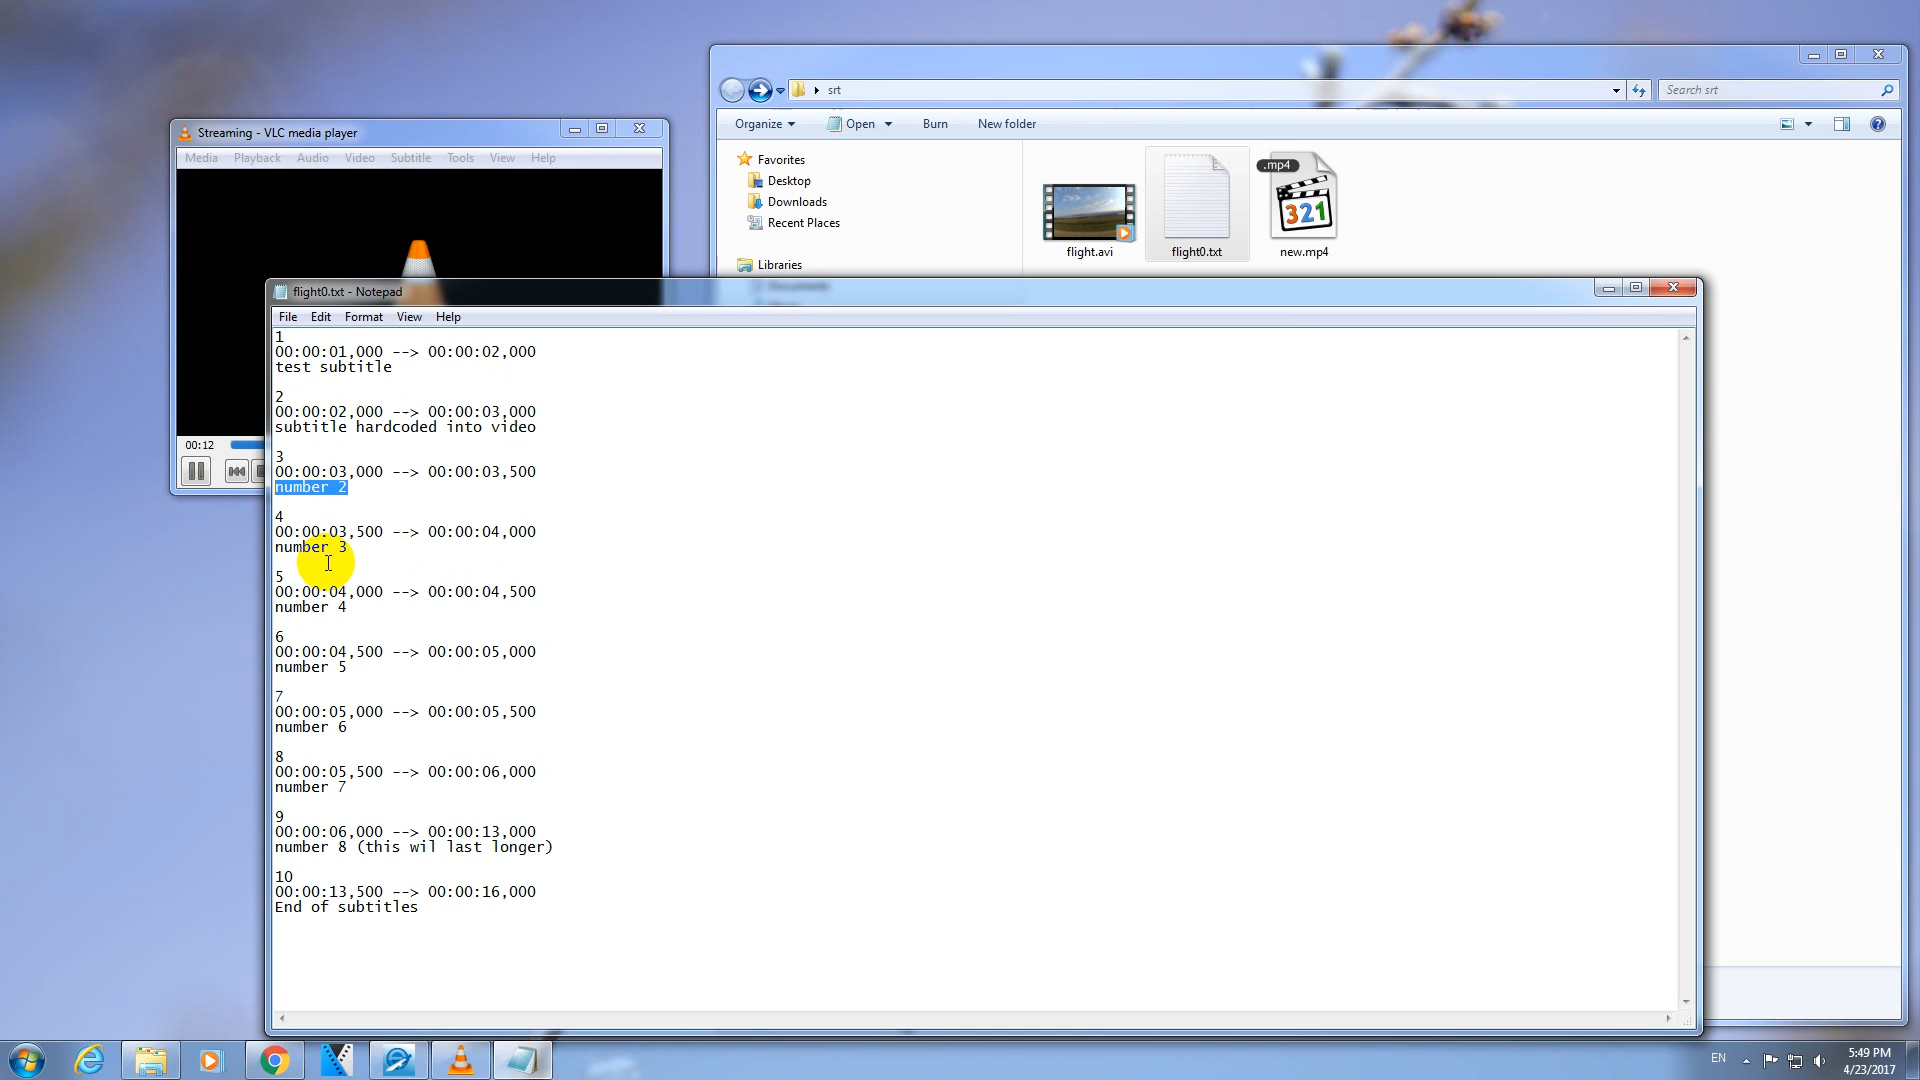 srt
Search srt
Organize
Open
Burn
New folder
Favorites
Desktop
Downloads
Recent Places
Libraries
Documents
flight.avi
flight0.txt
.mp4
321
new.mp4
Streaming - VLC media player
Media Playback Audio Video Subtitle Tools View Help
00:12
flight0.txt - Notepad
File Edit Format View Help
1
00:00:01,000 --> 00:00:02,000
test subtitle
2
00:00:02,000 --> 00:00:03,000
subtitle hardcoded into video
3
00:00:03,000 --> 00:00:03,500
number 2
4
00:00:03,500 --> 00:00:04,000
number 3
5
00:00:04,000 --> 00:00:04,500
number 4
6
00:00:04,500 --> 00:00:05,000
number 5
7
00:00:05,000 --> 00:00:05,500
number 6
8
00:00:05,500 --> 00:00:06,000
number 7
9
00:00:06,000 --> 00:00:13,000
number 8 (this wil last longer)
10
00:00:13,500 --> 00:00:16,000
End of subtitles
EN
5:49 PM
4/23/2017